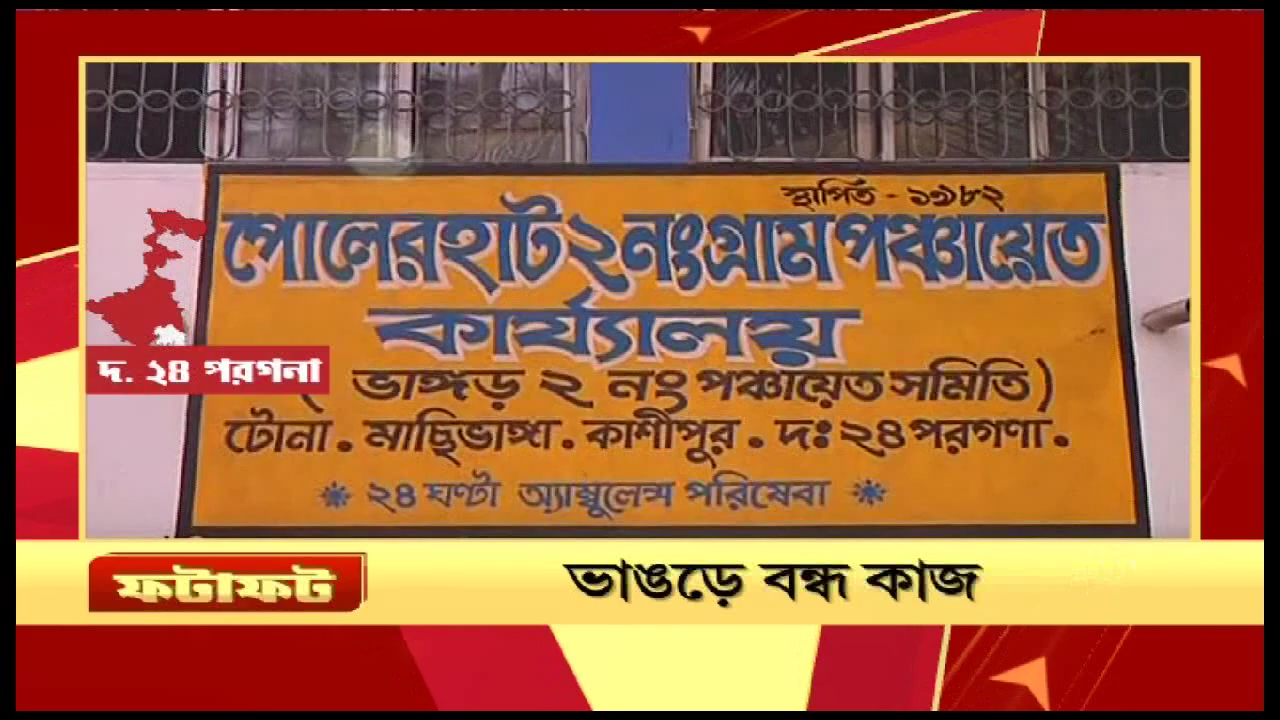 স্থাপিত - ১৯৮২
পোলেরহাট ২নং গ্রাম পঞ্চায়েত
কার্য্যালয়
( ভাঙ্গড় ২ নং পঞ্চায়েত সমিতি)
টোনা. মাছিভাঙ্গা. কাশীপুর. দঃ ২৪ পরগণা.
২৪ ঘণ্টা অ্যাম্বুলেন্স পরিষেবা
দ. ২৪ পরগনা
ফটাফট
ভাঙড়ে বন্ধ কাজ